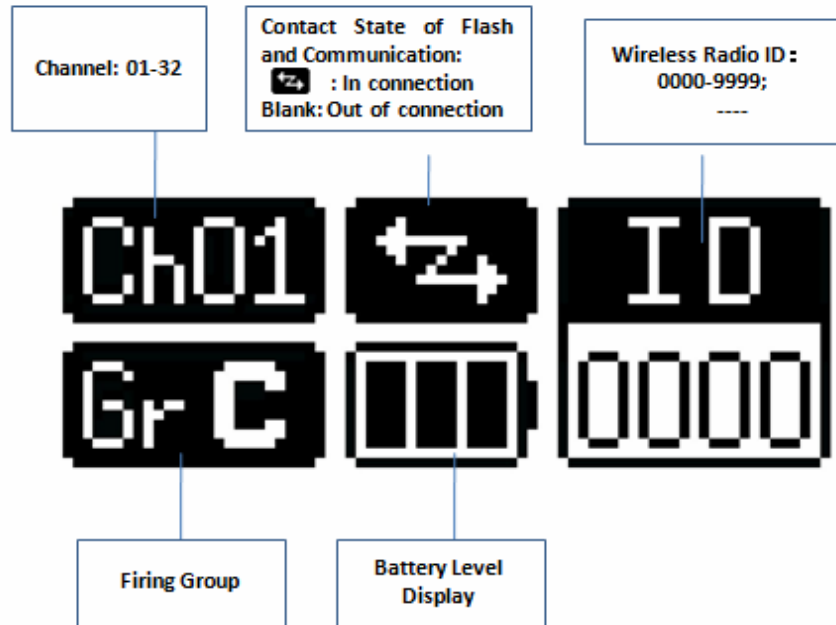 Channel: 01-32
Contact State of Flash
and Communication:
: In connection
Blank: Out of connection
Wireless Radio ID：
0000-9999;
----
Ch01
ID
Gr C
0000
Firing Group
Battery Level
Display